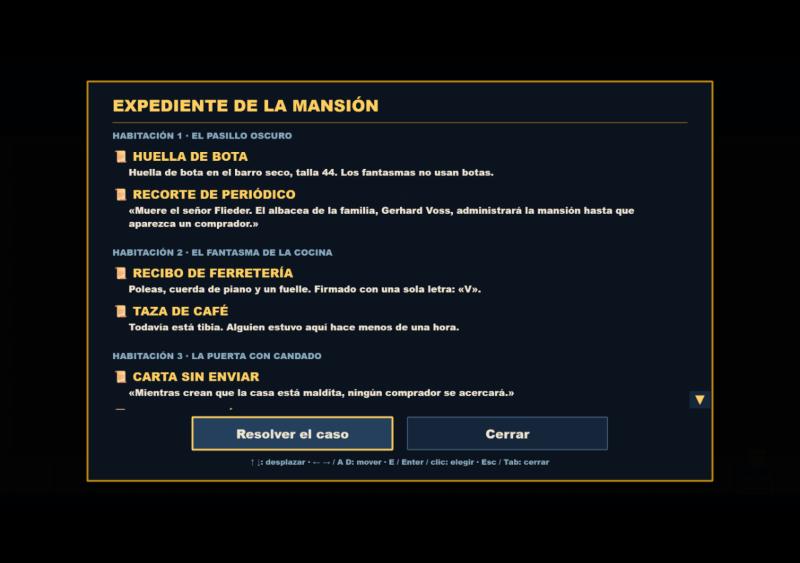 EXPEDIENTE DE LA MANSIÓN
HABITACIÓN 1 · EL PASILLO OSCURO
HUELLA DE BOTA
Huella de bota en el barro seco, talla 44. Los fantasmas no usan botas.
RECORTE DE PERIÓDICO
«Muere el señor Flieder. El albacea de la familia, Gerhard Voss, administrará la mansión hasta que
aparezca un comprador.»
HABITACIÓN 2 · EL FANTASMA DE LA COCINA
RECIBO DE FERRETERÍA
Poleas, cuerda de piano y un fuelle. Firmado con una sola letra: «V».
TAZA DE CAFÉ
Todavía está tibia. Alguien estuvo aquí hace menos de una hora.
HABITACIÓN 3 · LA PUERTA CON CANDADO
CARTA SIN ENVIAR
«Mientras crean que la casa está maldita, ningún comprador se acercará.»
▼
Resolver el caso
Cerrar
↑ ↓: desplazar · ← → / A D: mover · E / Enter / clic: elegir · Esc / Tab: cerrar